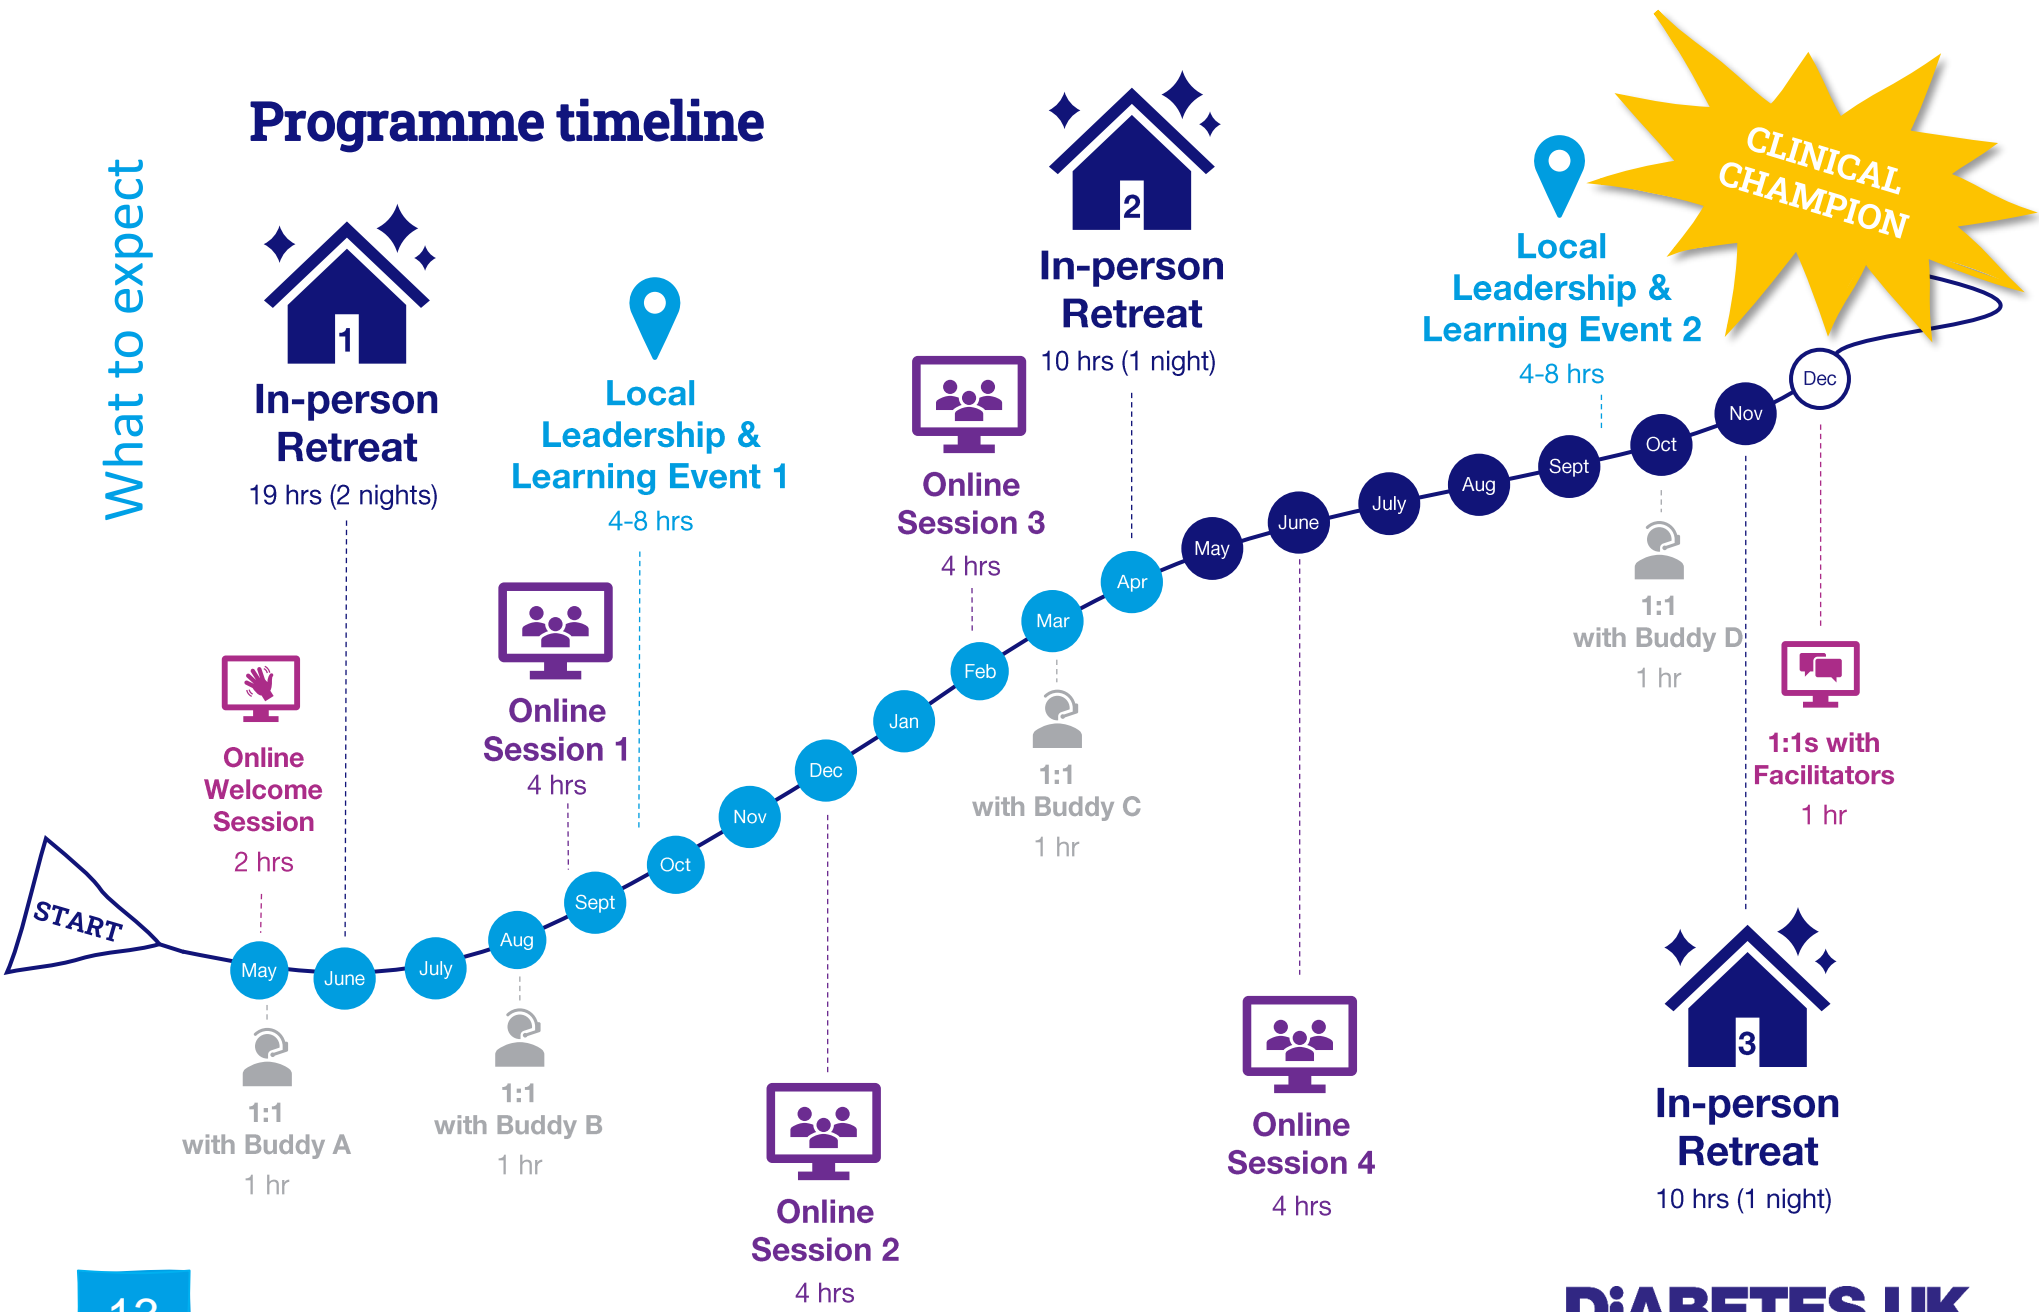 What to expect
Programme timeline
1
In-person
Retreat
19 hrs (2 nights)
Local
Leadership &
Learning Event 1
4-8 hrs
2
In-person
Retreat
10 hrs (1 night)
Local
Leadership &
Learning Event 2
4-8 hrs
CLINICAL
CHAMPION
Online
Session 3
4 hrs
Online
Session 1
4 hrs
Online
Welcome
Session
2 hrs
START
May
June
July
Aug
Sept
Oct
Nov
Dec
Jan
Feb
Mar
Apr
May
June
July
Aug
Sept
Oct
Nov
Dec
1:1
with Buddy A
1 hr
1:1
with Buddy B
1 hr
Online
Session 2
4 hrs
1:1
with Buddy C
1 hr
Online
Session 4
4 hrs
1:1
with Buddy D
1 hr
1:1s with
Facilitators
1 hr
3
In-person
Retreat
10 hrs (1 night)
DiABETES UK